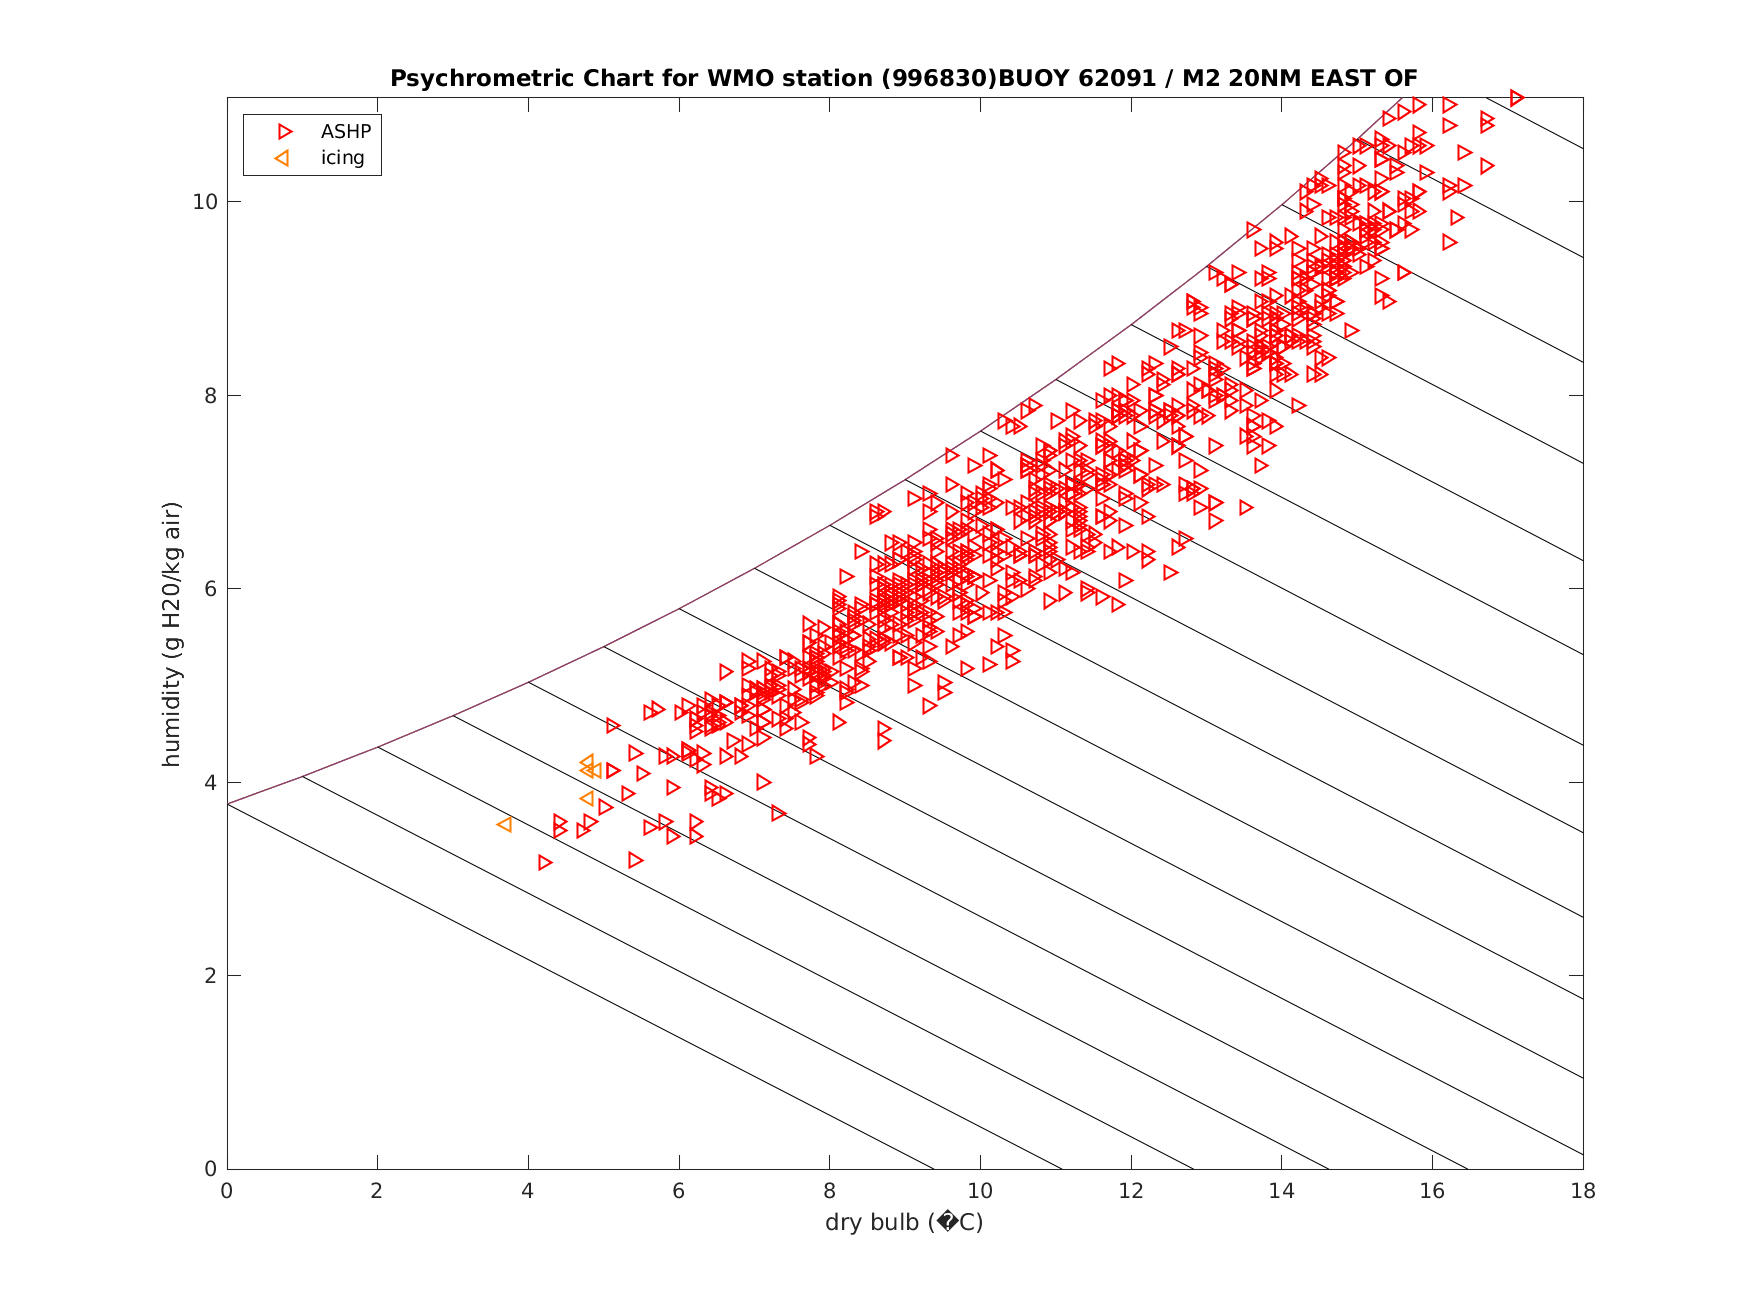 Psychrometric Chart for WMO station (996830)BUOY 62091 / M2 20NM EAST OF
ASHP
icing
humidity (g H20/kg air)
10
8
6
4
2
0
0 2 4 6 8 10 12 14 16 18
dry bulb (�C)